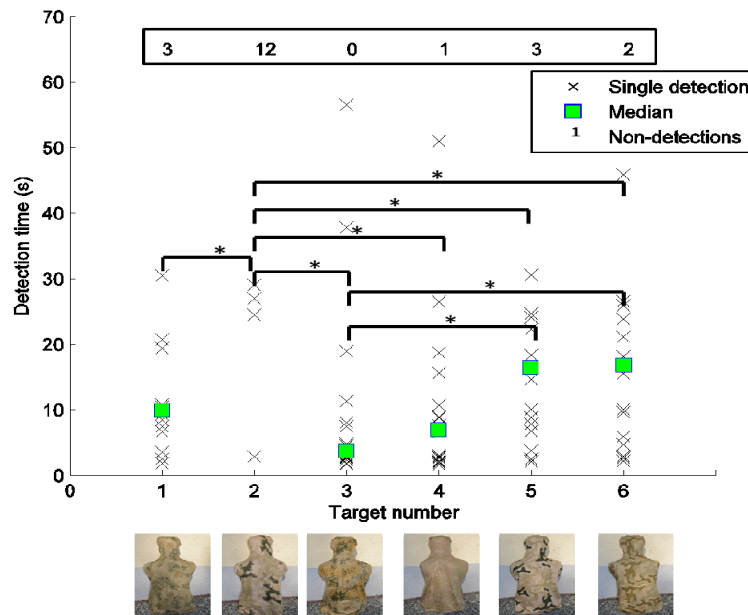 70
60
50
40
30
20
10
0
Detection time (s)
3 12 0 1 3 2
Single detection
Median
1 Non-detections
*
*
*
*
*
*
*
0 1 2 3 4 5 6
Target number